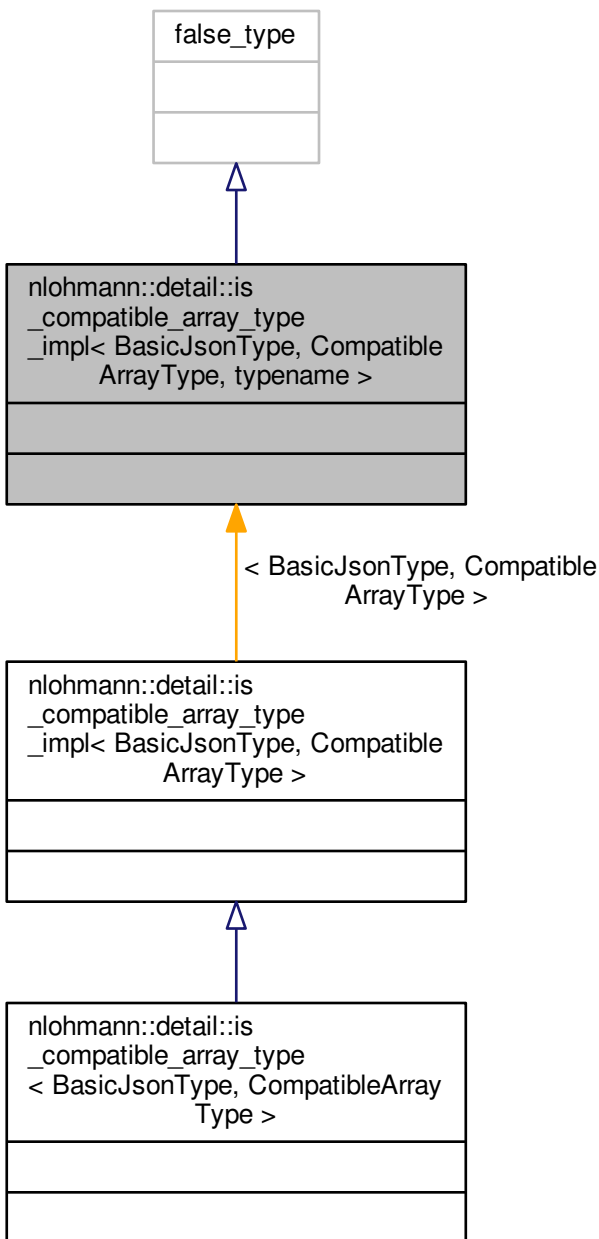 false_type
nlohmann::detail::is
_compatible_array_type
_impl< BasicJsonType, Compatible
ArrayType, typename >
< BasicJsonType, Compatible
ArrayType >
nlohmann::detail::is
_compatible_array_type
_impl< BasicJsonType, Compatible
ArrayType >
nlohmann::detail::is
_compatible_array_type
< BasicJsonType, CompatibleArray
Type >